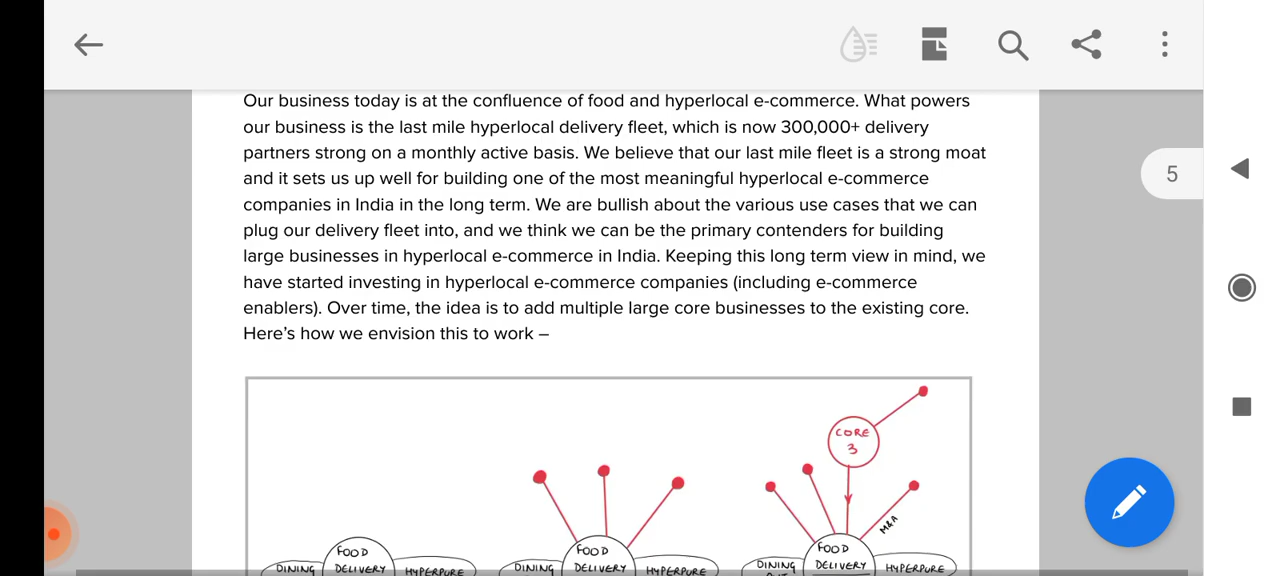 Our business today is at the confluence of food and hyperlocal e-commerce. What powers
our business is the last mile hyperlocal delivery fleet, which is now 300,000+ delivery
partners strong on a monthly active basis. We believe that our last mile fleet is a strong moat
and it sets us up well for building one of the most meaningful hyperlocal e-commerce
companies in India in the long term. We are bullish about the various use cases that we can
plug our delivery fleet into, and we think we can be the primary contenders for building
large businesses in hyperlocal e-commerce in India. Keeping this long term view in mind, we
have started investing in hyperlocal e-commerce companies (including e-commerce
enablers). Over time, the idea is to add multiple large core businesses to the existing core.
Here's how we envision this to work –
5
CORE
3
M&A
FOOD
DELIVERY
DINING
HYPERPURE
FOOD
DELIVERY
DINING
HYPERPURE
FOOD
DELIVERY
DINING
HYPERPURE